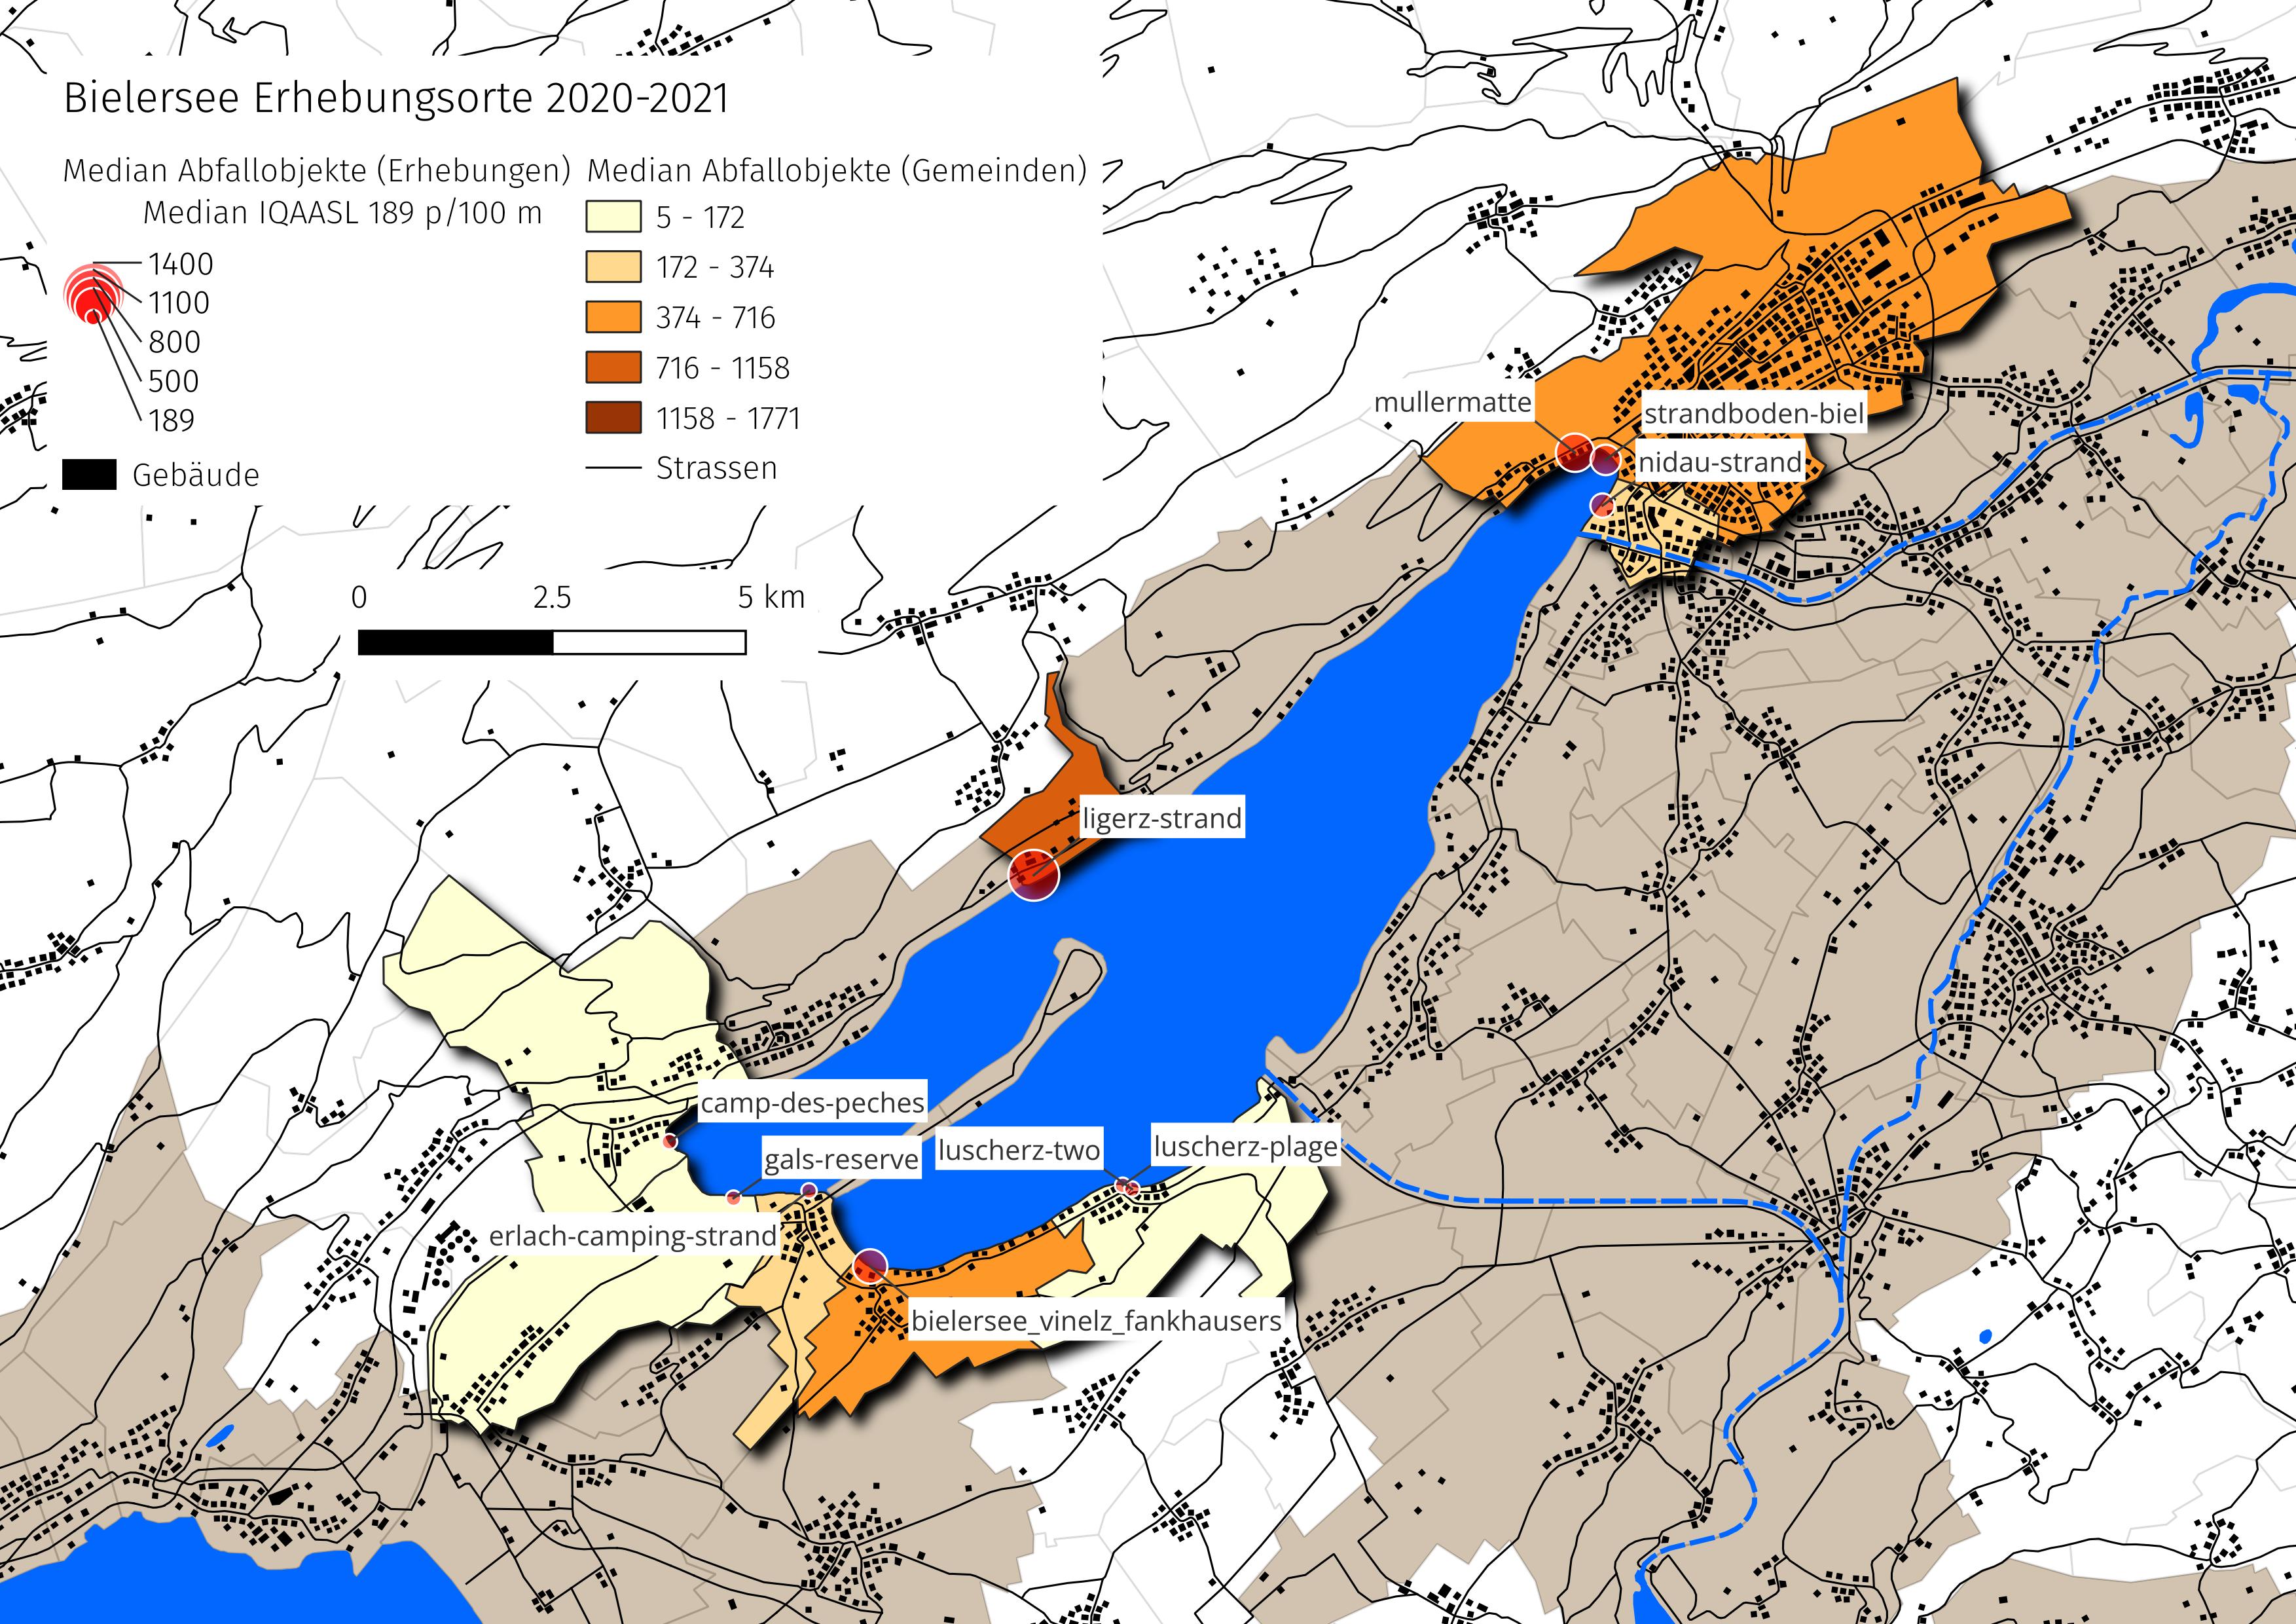 Bielersee Erhebungsorte 2020-2021
Median Abfallobjekte (Erhebungen)
Median IQAASL 189 p/100 m
1400
1100
800
500
189
Gebäude
Median Abfallobjekte (Gemeinden)
5 - 172
172 - 374
374 - 716
716 - 1158
1158 - 1771
Strassen
0 2.5 5 km
mullermatte
strandboden-biel
nidau-strand
ligerz-strand
camp-des-peches
gals-reserve
luscherz-two
luscherz-plage
erlach-camping-strand
bielersee_vinelz_fankhausers